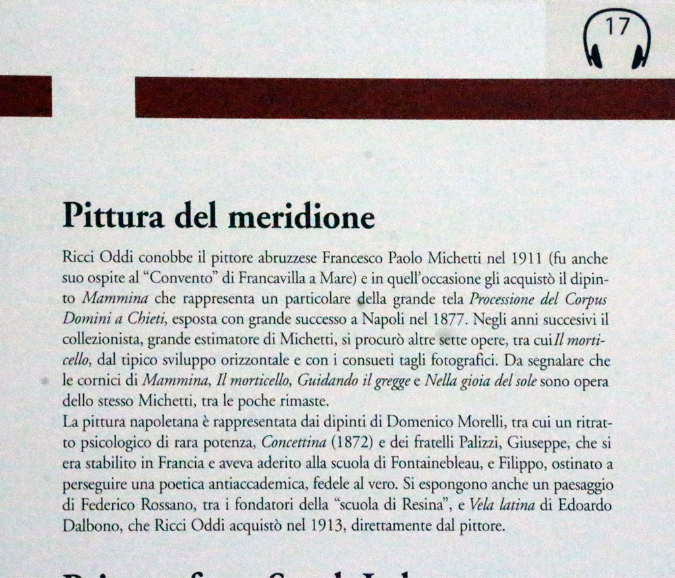 17
Pittura del meridione
Ricci Oddi conobbe il pittore abruzzese Francesco Paolo Michetti nel 1911 (fu anche
suo ospite al “Convento” di Francavilla a Mare) e in quell’occasione gli acquistò il dipin-
to Mammina che rappresenta un particolare della grande tela Processione del Corpus
Domini a Chieti, esposta con grande successo a Napoli nel 1877. Negli anni succesivi il
collezionista, grande estimatore di Michetti, si procurò altre sette opere, tra cui Il morti-
cello, dal tipico sviluppo orizzontale e con i consueti tagli fotografici. Da segnalare che
le cornici di Mammina, Il morticello, Guidando il gregge e Nella gioia del sole sono opera
dello stesso Michetti, tra le poche rimaste.
La pittura napoletana è rappresentata dai dipinti di Domenico Morelli, tra cui un ritrat-
to psicologico di rara potenza, Concettina (1872) e dei fratelli Palizzi, Giuseppe, che si
era stabilito in Francia e aveva aderito alla scuola di Fontainebleau, e Filippo, ostinato a
perseguire una poetica antiaccademica, fedele al vero. Si espongono anche un paesaggio
di Federico Rossano, tra i fondatori della “scuola di Resina”, e Vela latina di Edoardo
Dalbono, che Ricci Oddi acquistò nel 1913, direttamente dal pittore.